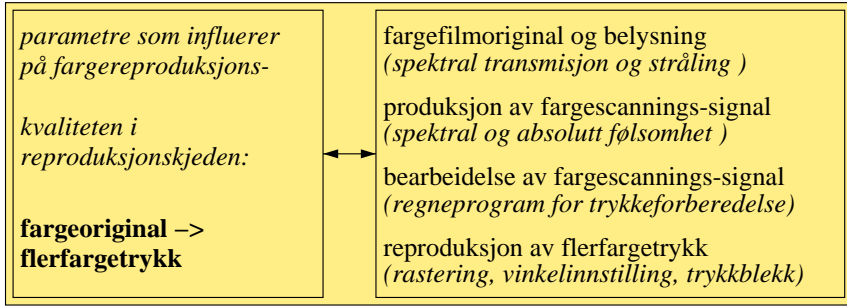 parametre som influerer
på fargereproduksjons-
kvaliteten i
reproduksjonskjeden:
fargeoriginal −>
flerfargetrykk
fargefilmoriginal og belysning
(spektral transmisjon og stråling )
produksjon av fargescannings-signal
(spektral og absolutt følsomhet )
bearbeidelse av fargescannings-signal
(regneprogram for trykkeforberedelse)
reproduksjon av flerfargetrykk
(rastering, vinkelinnstilling, trykkblekk)